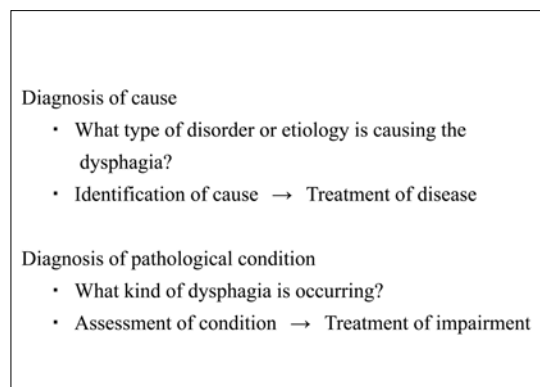 Diagnosis of cause
・ What type of disorder or etiology is causing the
dysphagia?
・ Identification of cause → Treatment of disease
Diagnosis of pathological condition
・ What kind of dysphagia is occurring?
・ Assessment of condition → Treatment of impairment